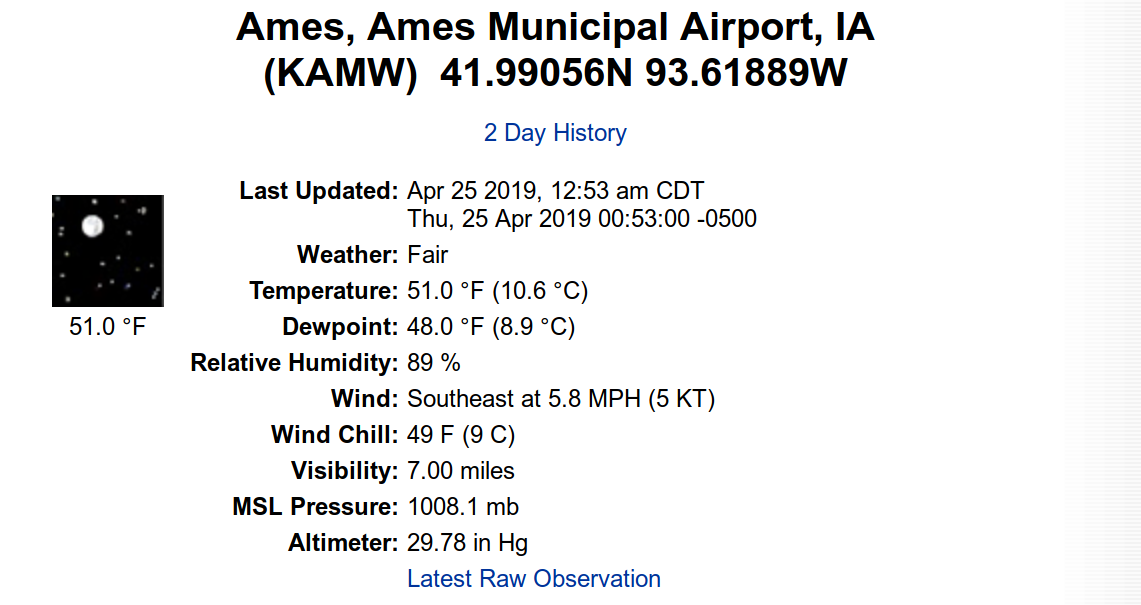 Ames, Ames Municipal Airport, IA
(KAMW) 41.99056N 93.61889W
2 Day History
Last Updated: Apr 25 2019, 12:53 am CDT
Thu, 25 Apr 2019 00:53:00 -0500
Weather: Fair
Temperature: 51.0 °F (10.6 °C)
51.0 °F
Dewpoint: 48.0 °F (8.9 °C)
Relative Humidity: 89 %
Wind: Southeast at 5.8 MPH (5 KT)
Wind Chill: 49 F (9 C)
Visibility: 7.00 miles
MSL Pressure: 1008.1 mb
Altimeter: 29.78 in Hg
Latest Raw Observation